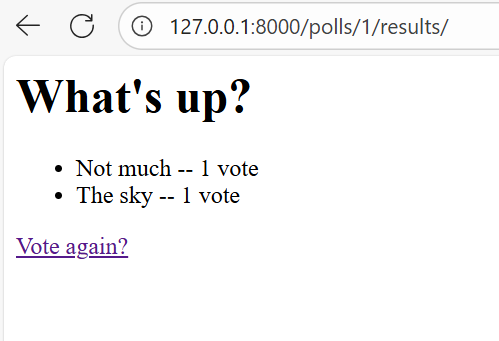 127.0.0.1:8000/polls/1/results/
What's up?
Not much -- 1 vote
The sky -- 1 vote
Vote again?